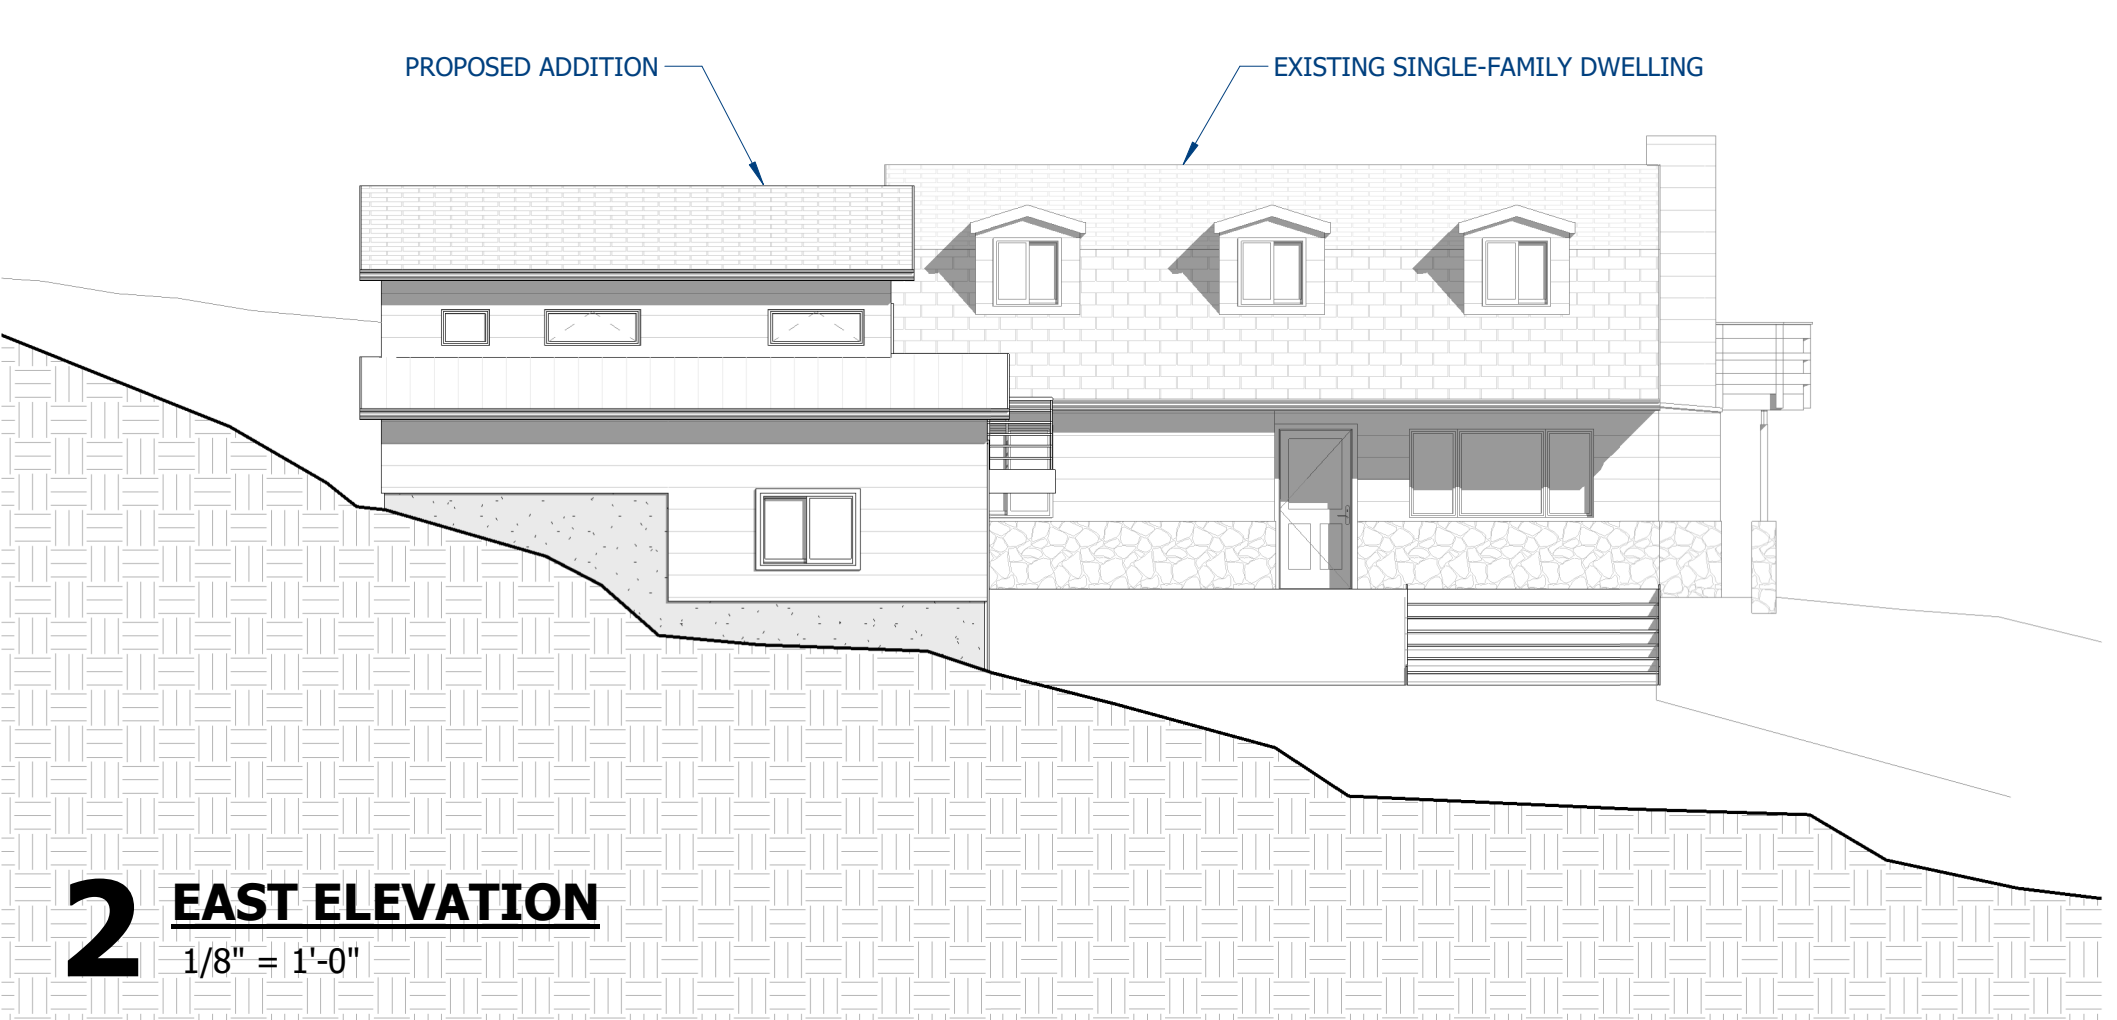 PROPOSED ADDITION
EXISTING SINGLE-FAMILY DWELLING
2
EAST ELEVATION
1/8" = 1'-0"